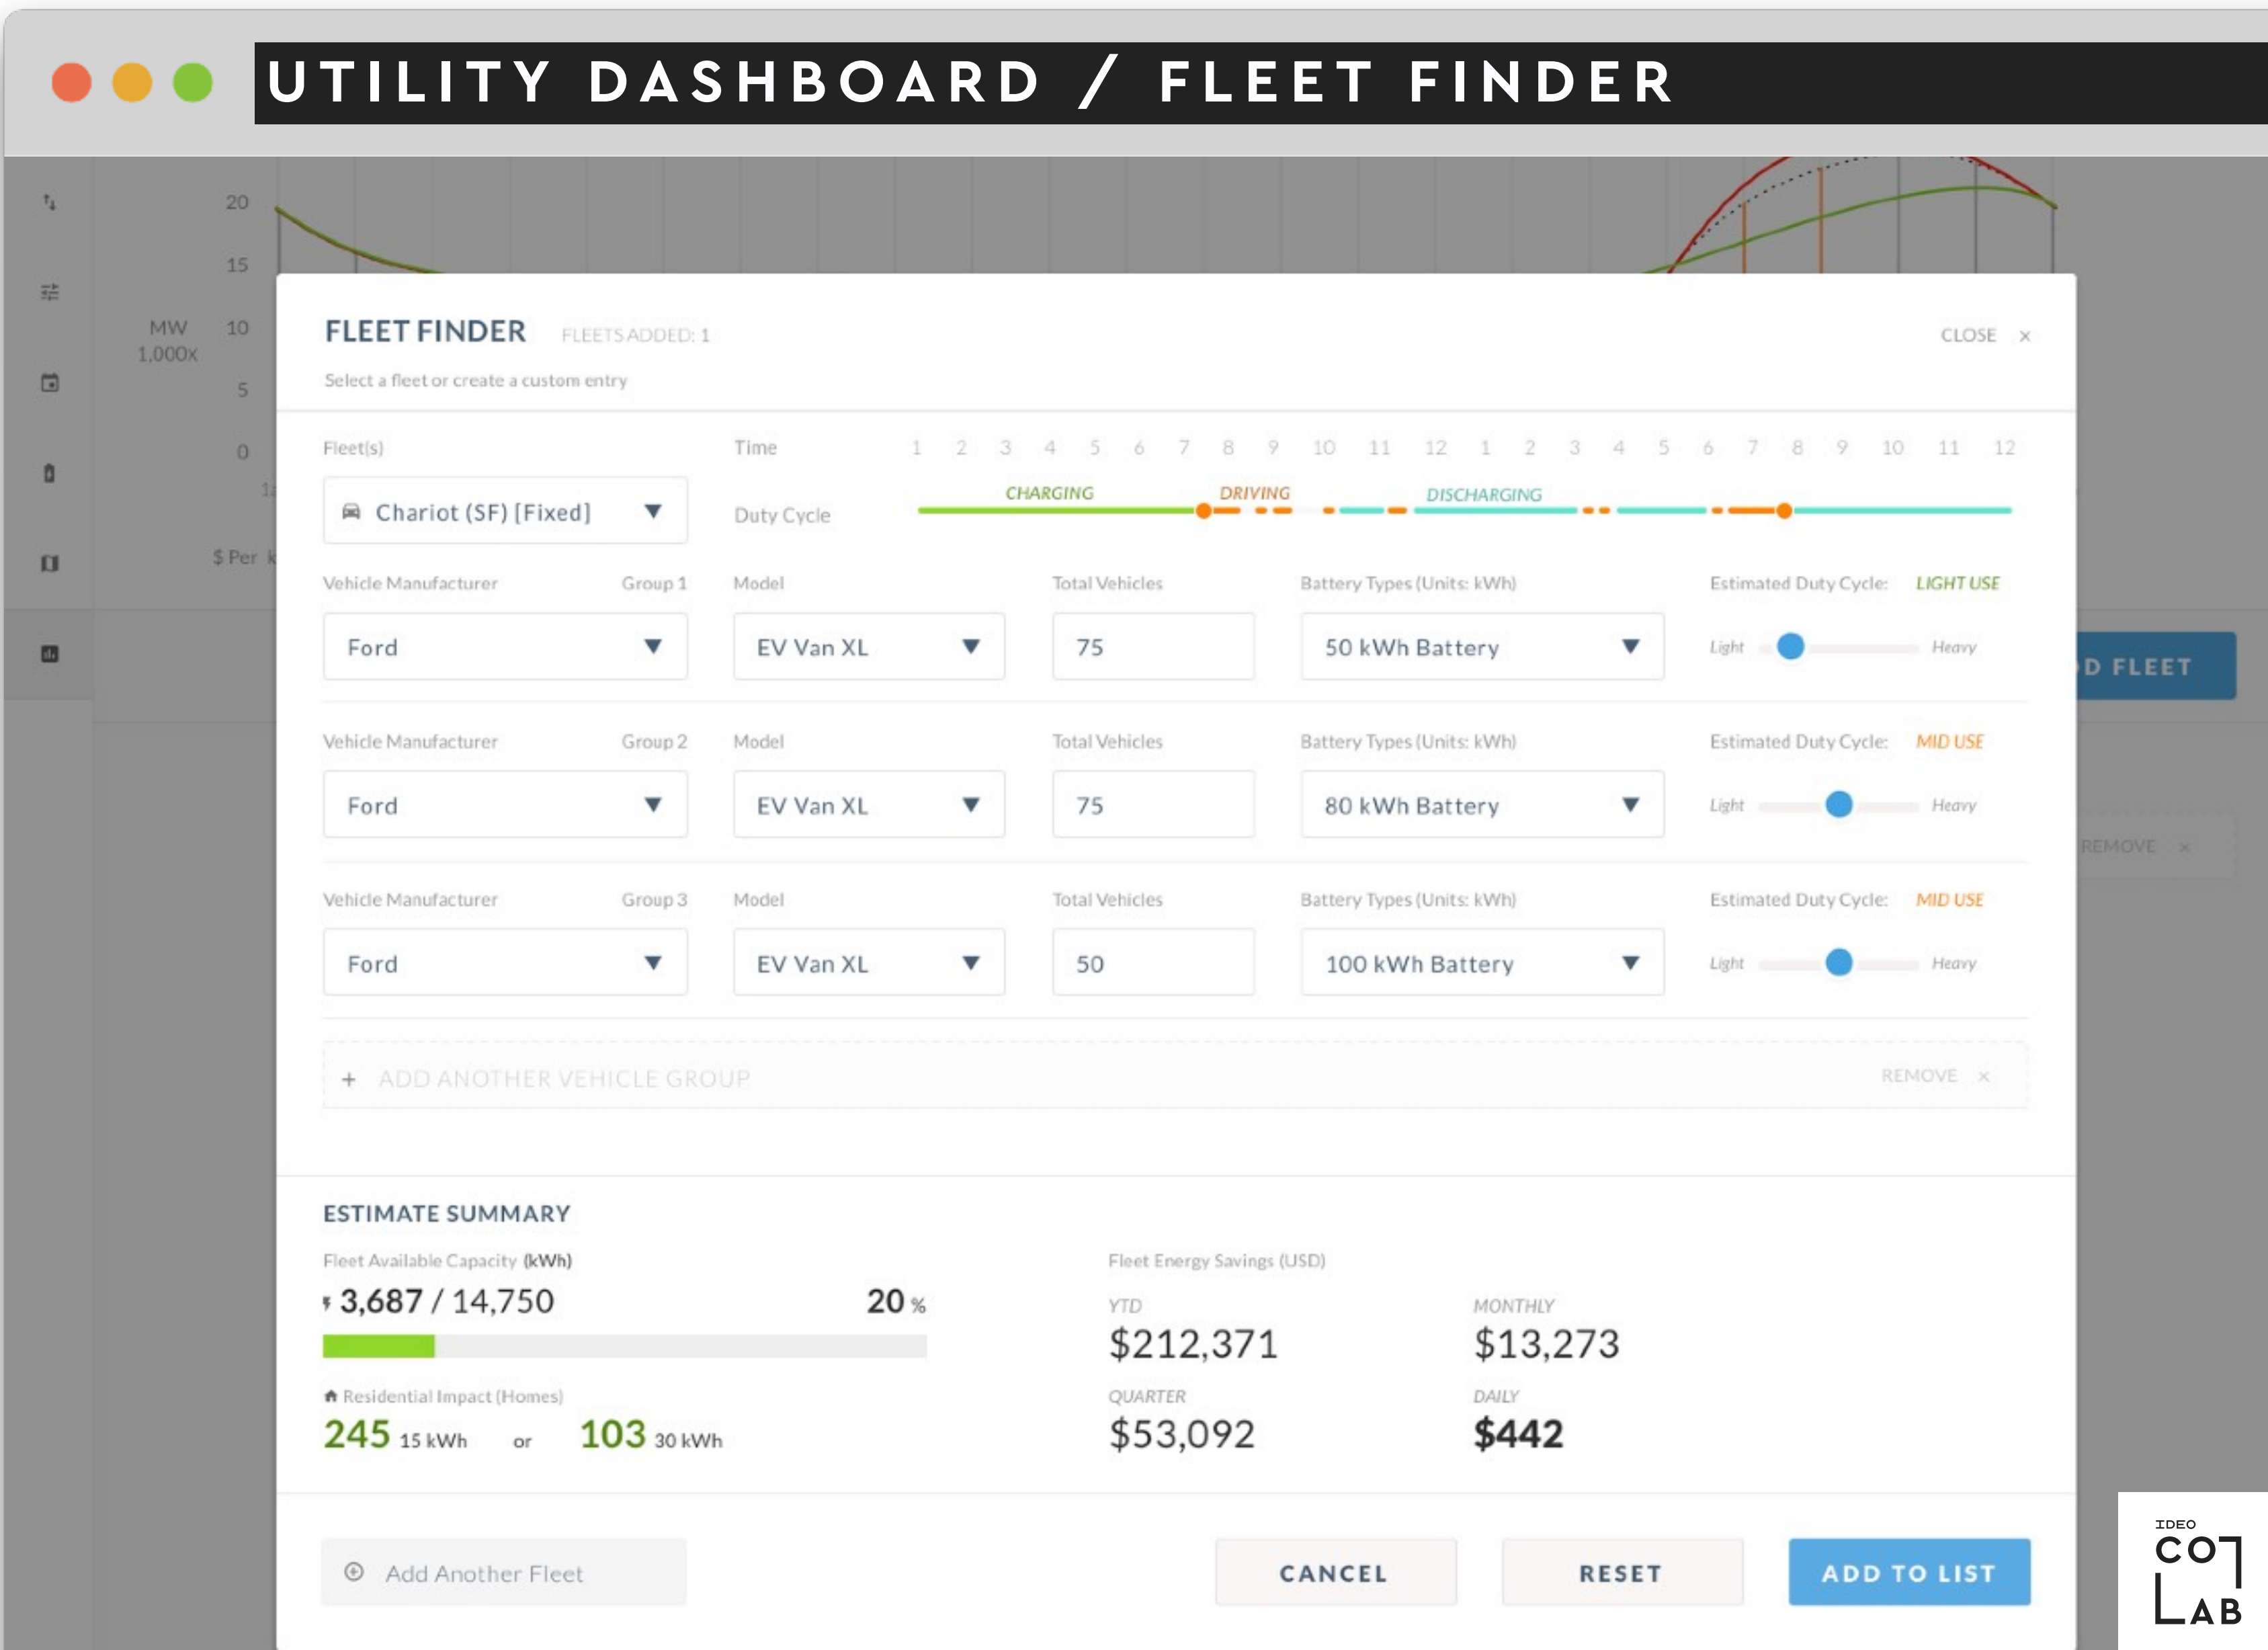 UTILITY DASHBOARD / FLEET FINDER
20
15
MW 10
1,000x
5
0
$ Per
FLEET FINDER FLEETS ADDED: 1 CLOSE ×
Select a fleet or create a custom entry
Fleet(s) Time 1 2 3 4 5 6 7 8 9 10 11 12 1 2 3 4 5 6 7 8 9 10 11 12
CHARGING DRIVING DISCHARGING
Chariot (SF) [Fixed] Duty Cycle
Vehicle Manufacturer Group 1 Model Total Vehicles Battery Types (Units: kWh) Estimated Duty Cycle: LIGHT USE
Ford EV Van XL 75 50 kWh Battery Light Heavy
D FLEET
Vehicle Manufacturer Group 2 Model Total Vehicles Battery Types (Units: kWh) Estimated Duty Cycle: MID USE
Ford EV Van XL 75 80 kWh Battery Light Heavy
REMOVE ×
Vehicle Manufacturer Group 3 Model Total Vehicles Battery Types (Units: kWh) Estimated Duty Cycle: MID USE
Ford EV Van XL 50 100 kWh Battery Light Heavy
+ ADD ANOTHER VEHICLE GROUP REMOVE ×
ESTIMATE SUMMARY
Fleet Available Capacity (kWh) Fleet Energy Savings (USD)
3,687 / 14,750 20 %
YTD MONTHLY
$212,371 $13,273
Residential Impact (Homes) QUARTER DAILY
245 15 kWh or 103 30 kWh $53,092 $442
Add Another Fleet CANCEL RESET ADD TO LIST
IDEO
CO
LAB